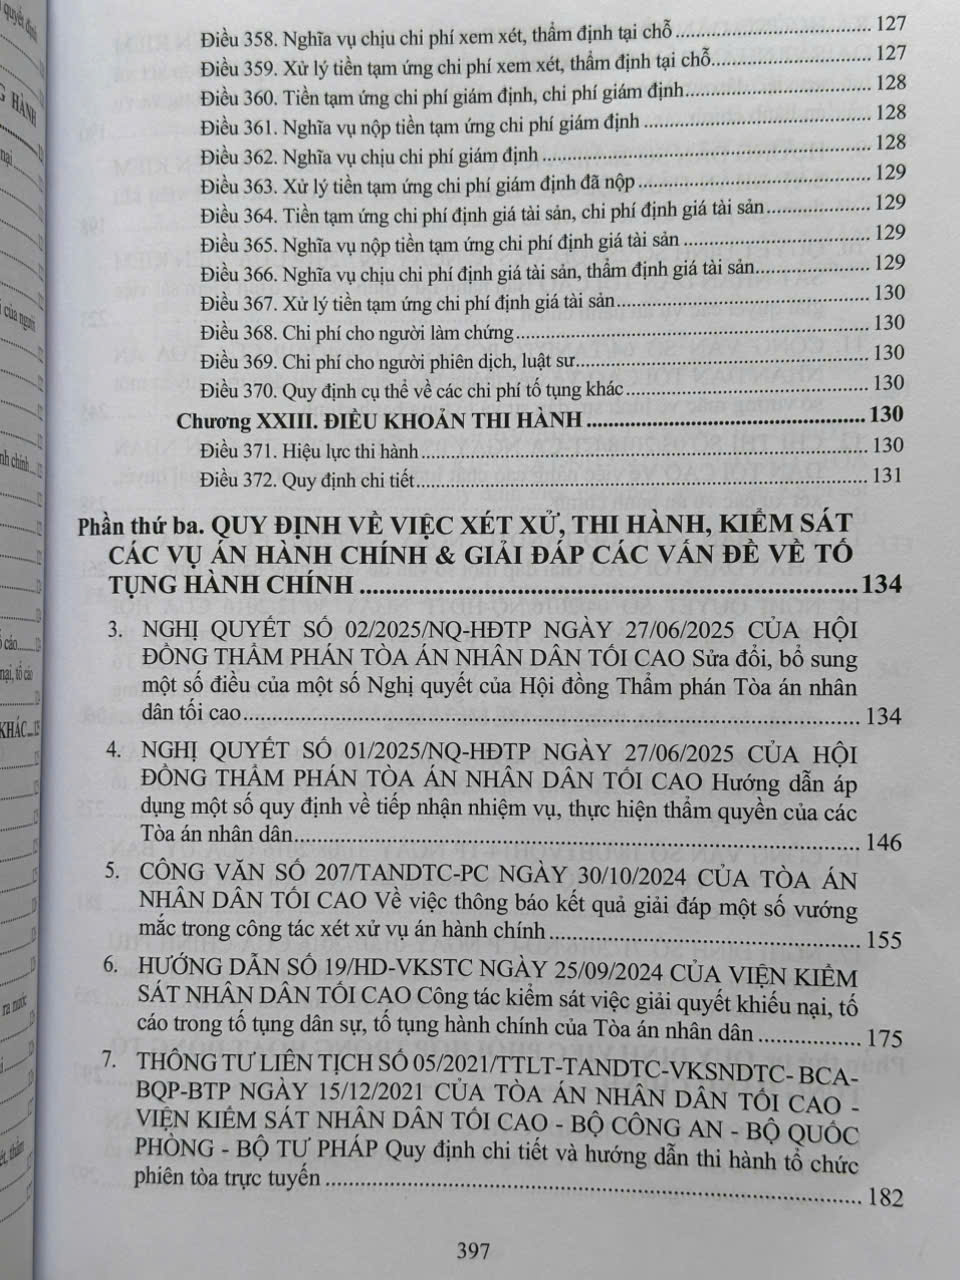 Điều 358. Nghĩa vụ chịu chi phí xem xét, thẩm định tại chỗ .......... 127
Điều 359. Xử lý tiền tạm ứng chi phí xem xét, thẩm định tại chỗ .......... 127
Điều 360. Tiền tạm ứng chi phí giám định, chi phí giám định .......... 128
Điều 361. Nghĩa vụ nộp tiền tạm ứng chi phí giám định .......... 128
Điều 362. Nghĩa vụ chịu chi phí giám định .......... 128
Điều 363. Xử lý tiền tạm ứng chi phí giám định đã nộp .......... 129
Điều 364. Tiền tạm ứng chi phí định giá tài sản, chi phí định giá tài sản .......... 129
Điều 365. Nghĩa vụ nộp tiền tạm ứng chi phí định giá tài sản .......... 129
Điều 366. Nghĩa vụ chịu chi phí định giá tài sản, thẩm định giá tài sản .......... 129
Điều 367. Xử lý tiền tạm ứng chi phí định giá tài sản .......... 130
Điều 368. Chi phí cho người làm chứng .......... 130
Điều 369. Chi phí cho người phiên dịch, luật sư .......... 130
Điều 370. Quy định cụ thể về các chi phí tố tụng khác .......... 130
Chương XXIII. ĐIỀU KHOẢN THI HÀNH .......... 130
Điều 371. Hiệu lực thi hành .......... 130
Điều 372. Quy định chi tiết .......... 131
Phần thứ ba. QUY ĐỊNH VỀ VIỆC XÉT XỬ, THI HÀNH, KIỂM SÁT
CÁC VỤ ÁN HÀNH CHÍNH & GIẢI ĐÁP CÁC VẤN ĐỀ VỀ TỐ
TỤNG HÀNH CHÍNH .......... 134
3. NGHỊ QUYẾT SỐ 02/2025/NQ-HĐTP NGÀY 27/06/2025 CỦA HỘI
ĐỒNG THẨM PHÁN TÒA ÁN NHÂN DÂN TỐI CAO Sửa đổi, bổ sung
một số điều của một số Nghị quyết của Hội đồng Thẩm phán Tòa án nhân
dân tối cao .......... 134
4. NGHỊ QUYẾT SỐ 01/2025/NQ-HĐTP NGÀY 27/06/2025 CỦA HỘI
ĐỒNG THẨM PHÁN TÒA ÁN NHÂN DÂN TỐI CAO Hướng dẫn áp
dụng một số quy định về tiếp nhận nhiệm vụ, thực hiện thẩm quyền của các
Tòa án nhân dân .......... 146
5. CÔNG VĂN SỐ 207/TANDTC-PC NGÀY 30/10/2024 CỦA TÒA ÁN
NHÂN DÂN TỐI CAO Về việc thông báo kết quả giải đáp một số vướng
mắc trong công tác xét xử vụ án hành chính .......... 155
6. HƯỚNG DẪN SỐ 19/HD-VKSTC NGÀY 25/09/2024 CỦA VIỆN KIỂM
SÁT NHÂN DÂN TỐI CAO Công tác kiểm sát việc giải quyết khiếu nại, tố
cáo trong tố tụng dân sự, tố tụng hành chính của Tòa án nhân dân .......... 175
7. THÔNG TƯ LIÊN TỊCH SỐ 05/2021/TTLT-TANDTC-VKSNDTC- BCA-
BQP-BTP NGÀY 15/12/2021 CỦA TÒA ÁN NHÂN DÂN TỐI CAO -
VIỆN KIỂM SÁT NHÂN DÂN TỐI CAO - BỘ CÔNG AN - BỘ QUỐC
PHÒNG - BỘ TƯ PHÁP Quy định chi tiết và hướng dẫn thi hành tổ chức
phiên tòa trực tuyến .......... 182
397